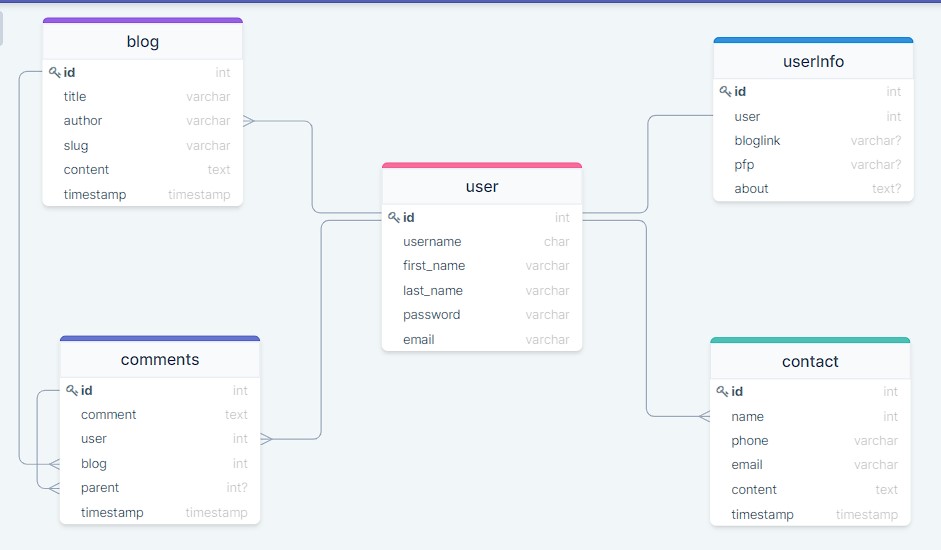 blog
id int
title varchar
author varchar
slug varchar
content text
timestamp timestamp
userInfo
id int
user int
bloglink varchar?
pfp varchar?
about text?
user
id int
username char
first_name varchar
last_name varchar
password varchar
email varchar
comments
id int
comment text
user int
blog int
parent int?
timestamp timestamp
contact
id int
name int
phone varchar
email varchar
content text
timestamp timestamp